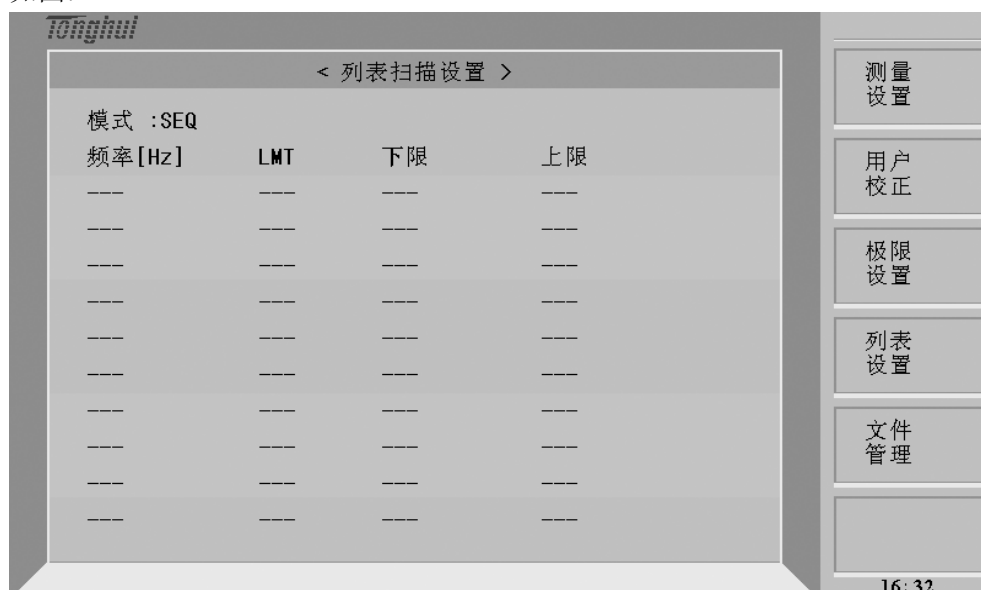 Tonghui
< 列表扫描设置 >
模式 :SEQ
频率[Hz] LMT 下限 上限
--- --- --- ---
--- --- --- ---
--- --- --- ---
--- --- --- ---
--- --- --- ---
--- --- --- ---
--- --- --- ---
--- --- --- ---
--- --- --- ---
--- --- --- ---
测量
设置
用户
校正
极限
设置
列表
设置
文件
管理
16:32